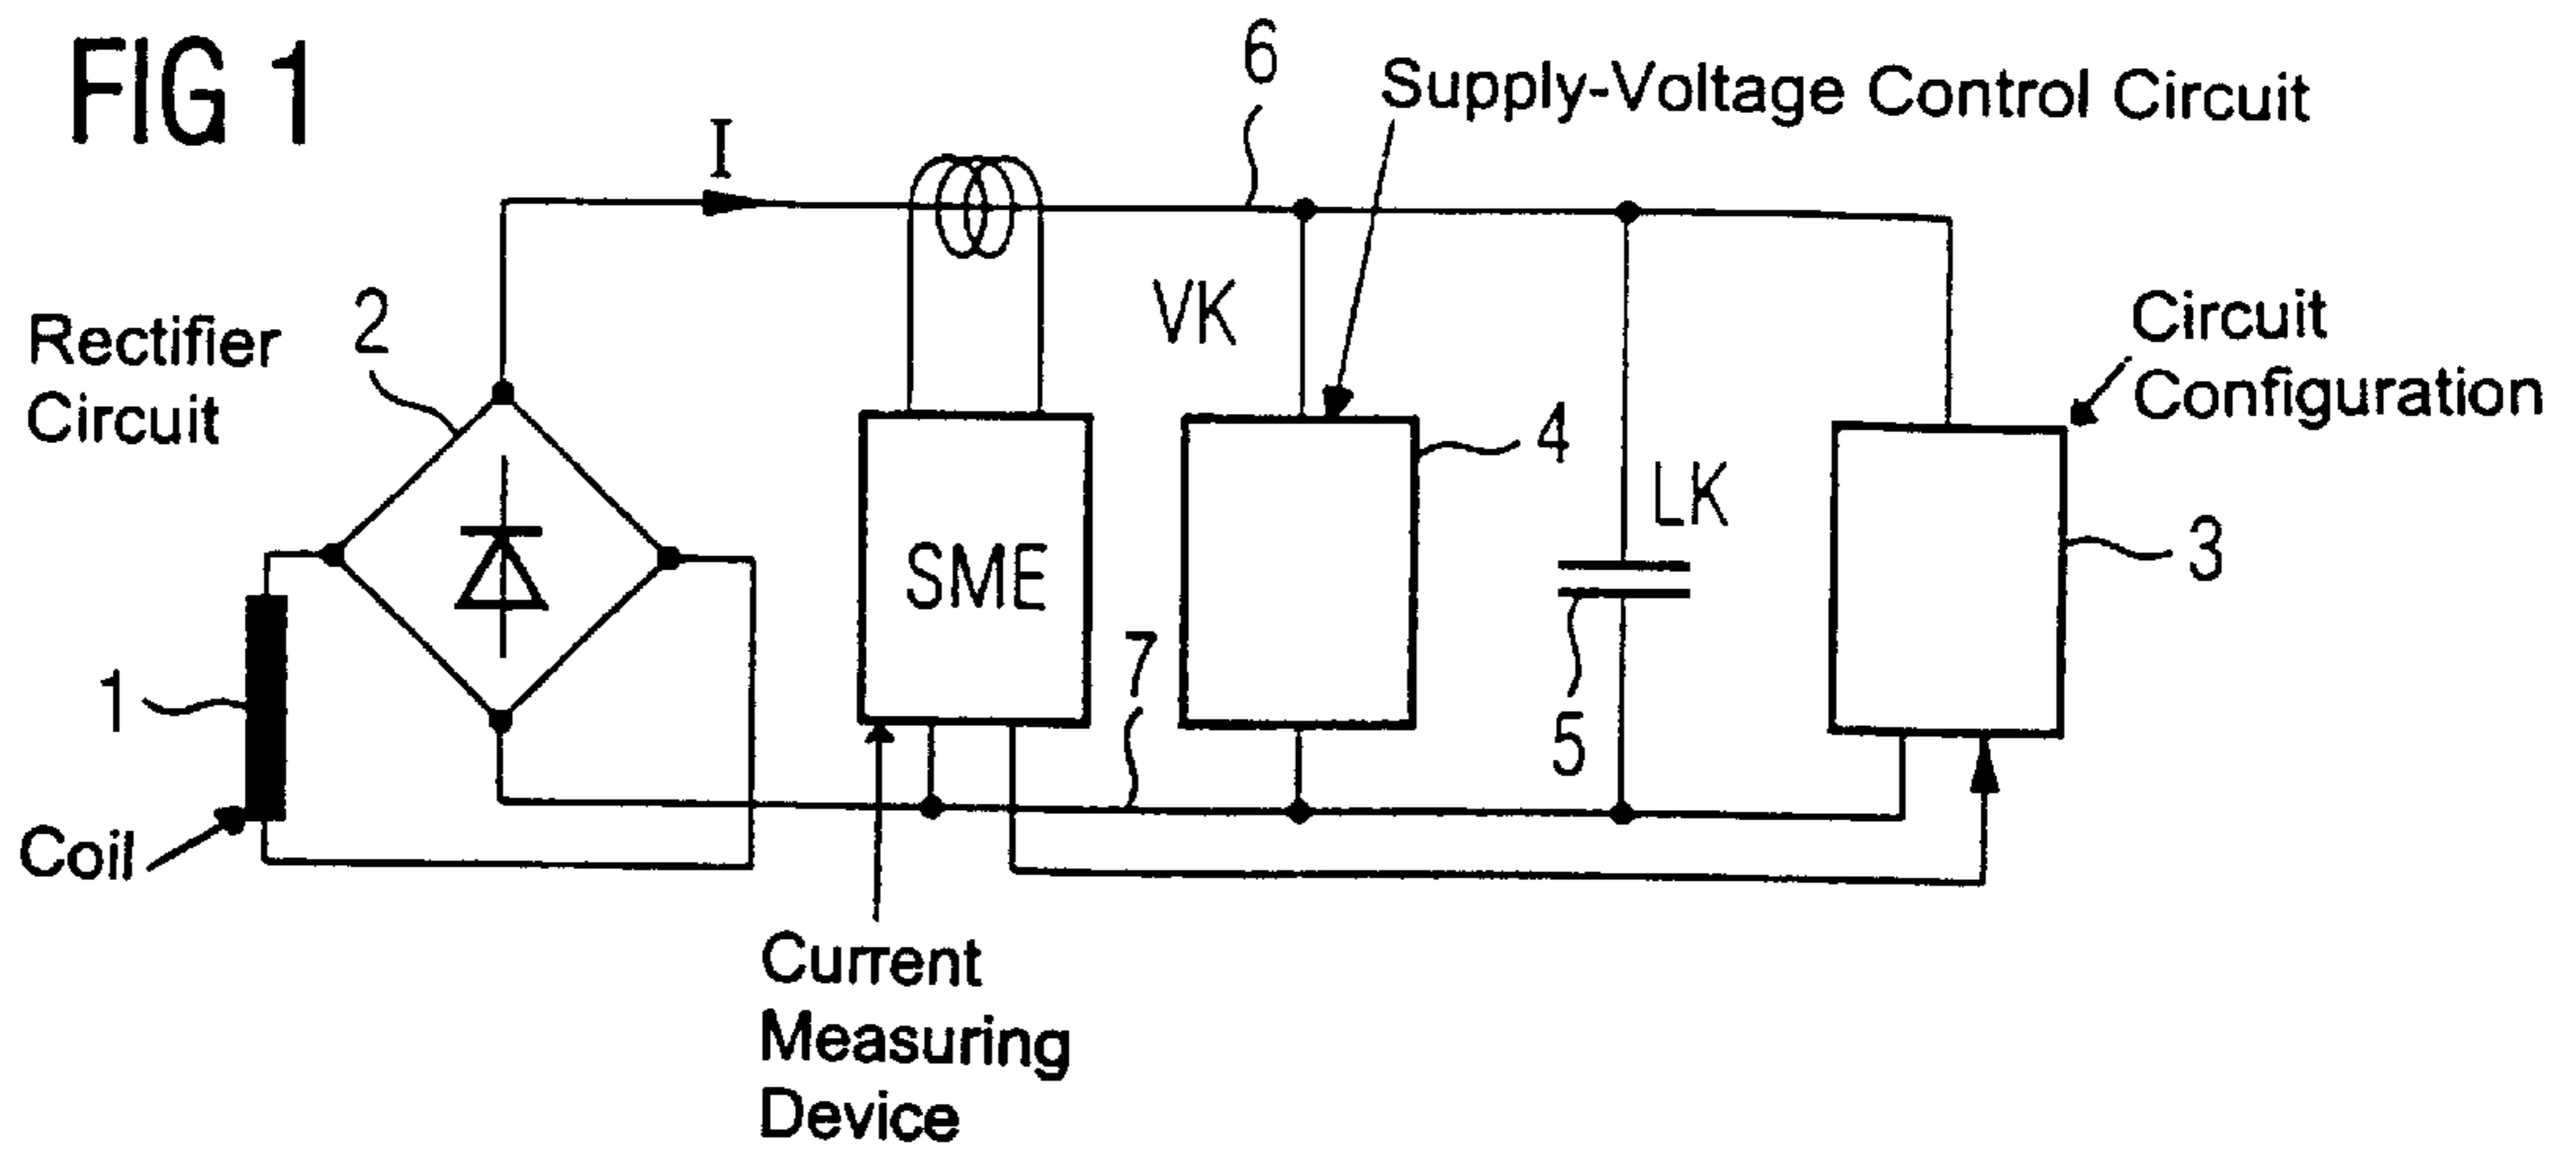 FIG 1
6
Supply-Voltage Control Circuit
I
Rectifier
Circuit
2
VK
Circuit
Configuration
4
LK
SME
3
7
1
5
Coil
Current
Measuring
Device